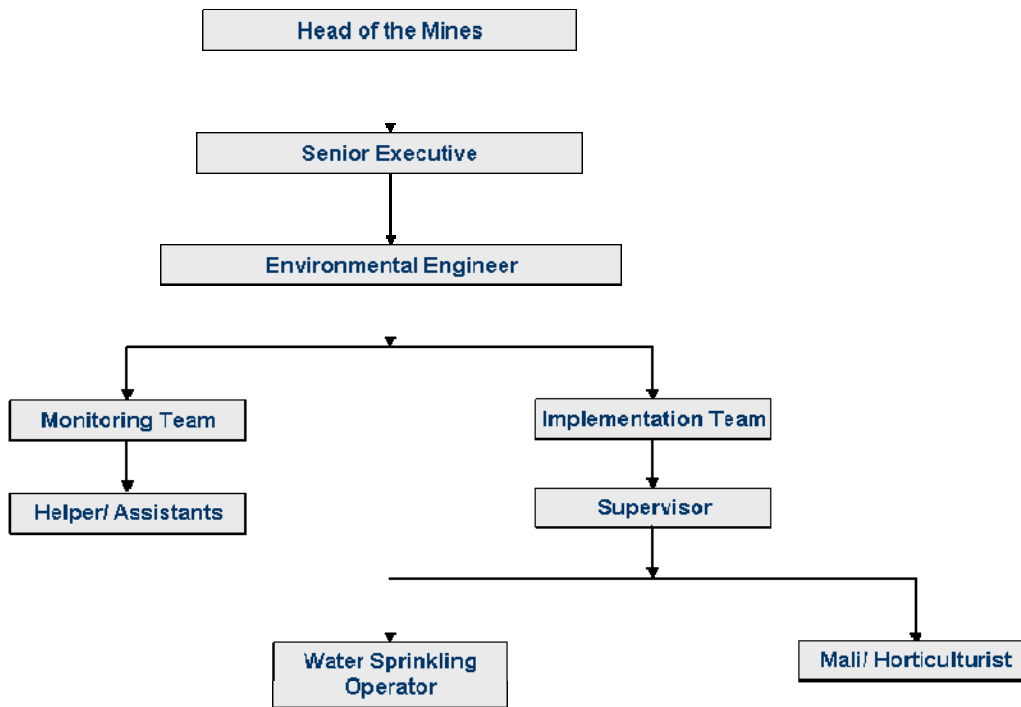 Head of the Mines
Senior Executive
Environmental Engineer
Monitoring Team
Implementation Team
Helper/ Assistants
Supervisor
Water Sprinkling
Operator
Mali/ Horticulturist